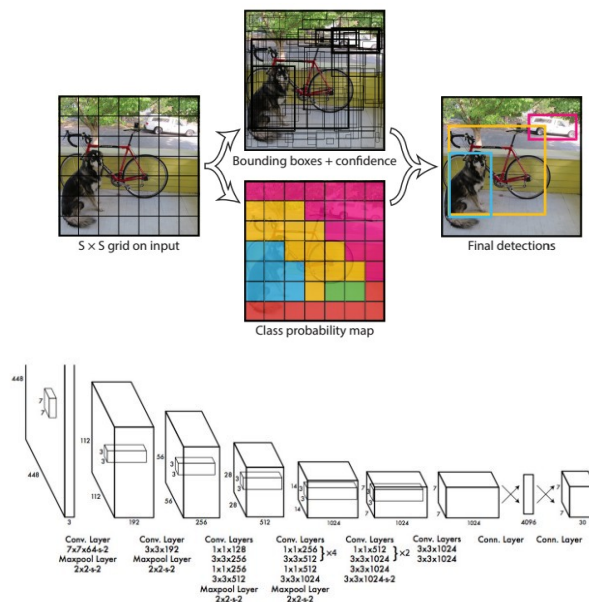 Bounding boxes + confidence
S × S grid on input
Final detections
Class probability map
448
448
3
7
7
112
112
192
3
3
56
56
256
3
3
28
28
512
3
3
14
14
1024
3
3
7
7
1024
3
3
7
7
1024
4096
7
7
30
Conv. Layer
7x7x64-s-2
Maxpool Layer
2x2-s-2
Conv. Layer
3x3x192
Maxpool Layer
2x2-s-2
Conv. Layers
1x1x128
3x3x256
1x1x256
3x3x512
Maxpool Layer
2x2-s-2
Conv. Layers
1x1x256
3x3x512
}×4
1x1x512
3x3x1024
Maxpool Layer
2x2-s-2
Conv. Layers
1x1x512
3x3x1024
}×2
3x3x1024
3x3x1024-s-2
Conv. Layers
3x3x1024
3x3x1024
Conn. Layer
Conn. Layer